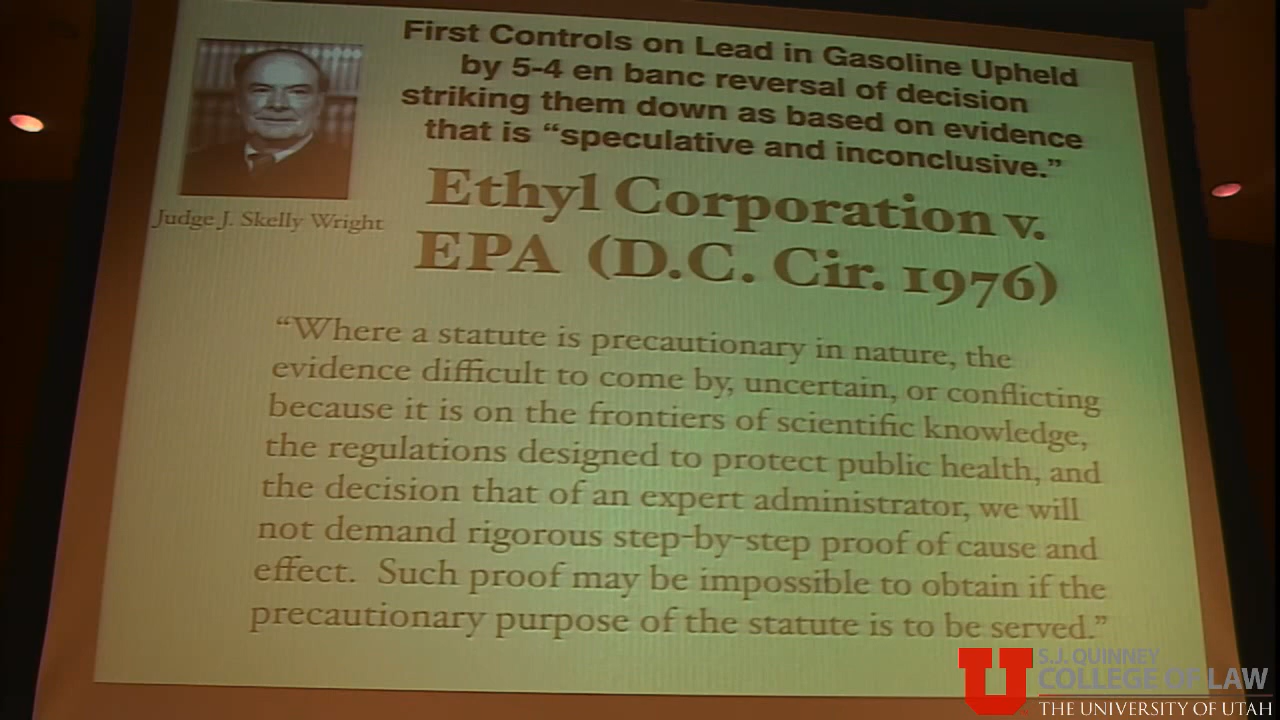 First Controls on Lead in Gasoline Upheld
by 5-4 en banc reversal of decision
striking them down as based on evidence
that is “speculative and inconclusive.”
Judge J. Skelly Wright
Ethyl Corporation v.
EPA (D.C. Cir. 1976)
“Where a statute is precautionary in nature, the
evidence difficult to come by, uncertain, or conflicting
because it is on the frontiers of scientific knowledge,
the regulations designed to protect public health, and
the decision that of an expert administrator, we will
not demand rigorous step-by-step proof of cause and
effect. Such proof may be impossible to obtain if the
precautionary purpose of the statute is to be served.”
U
S.J. QUINNEY
COLLEGE OF LAW
THE UNIVERSITY OF UTAH